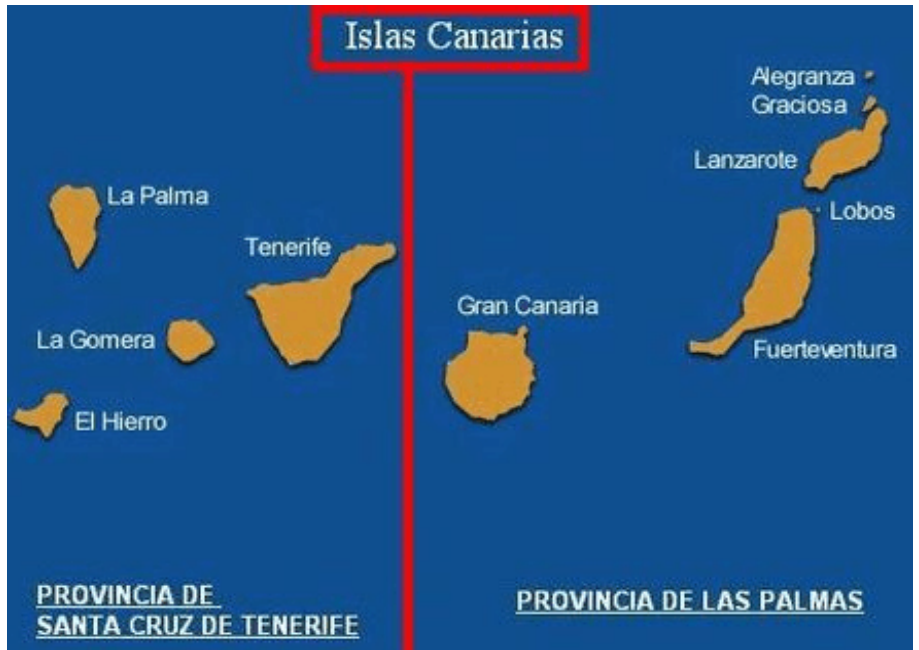 Islas Canarias
Alegranza
Graciosa
Lanzarote
La Palma
Lobos
Tenerife
Gran Canaria
La Gomera
Fuerteventura
El Hierro
PROVINCIA DE
SANTA CRUZ DE TENERIFE
PROVINCIA DE LAS PALMAS